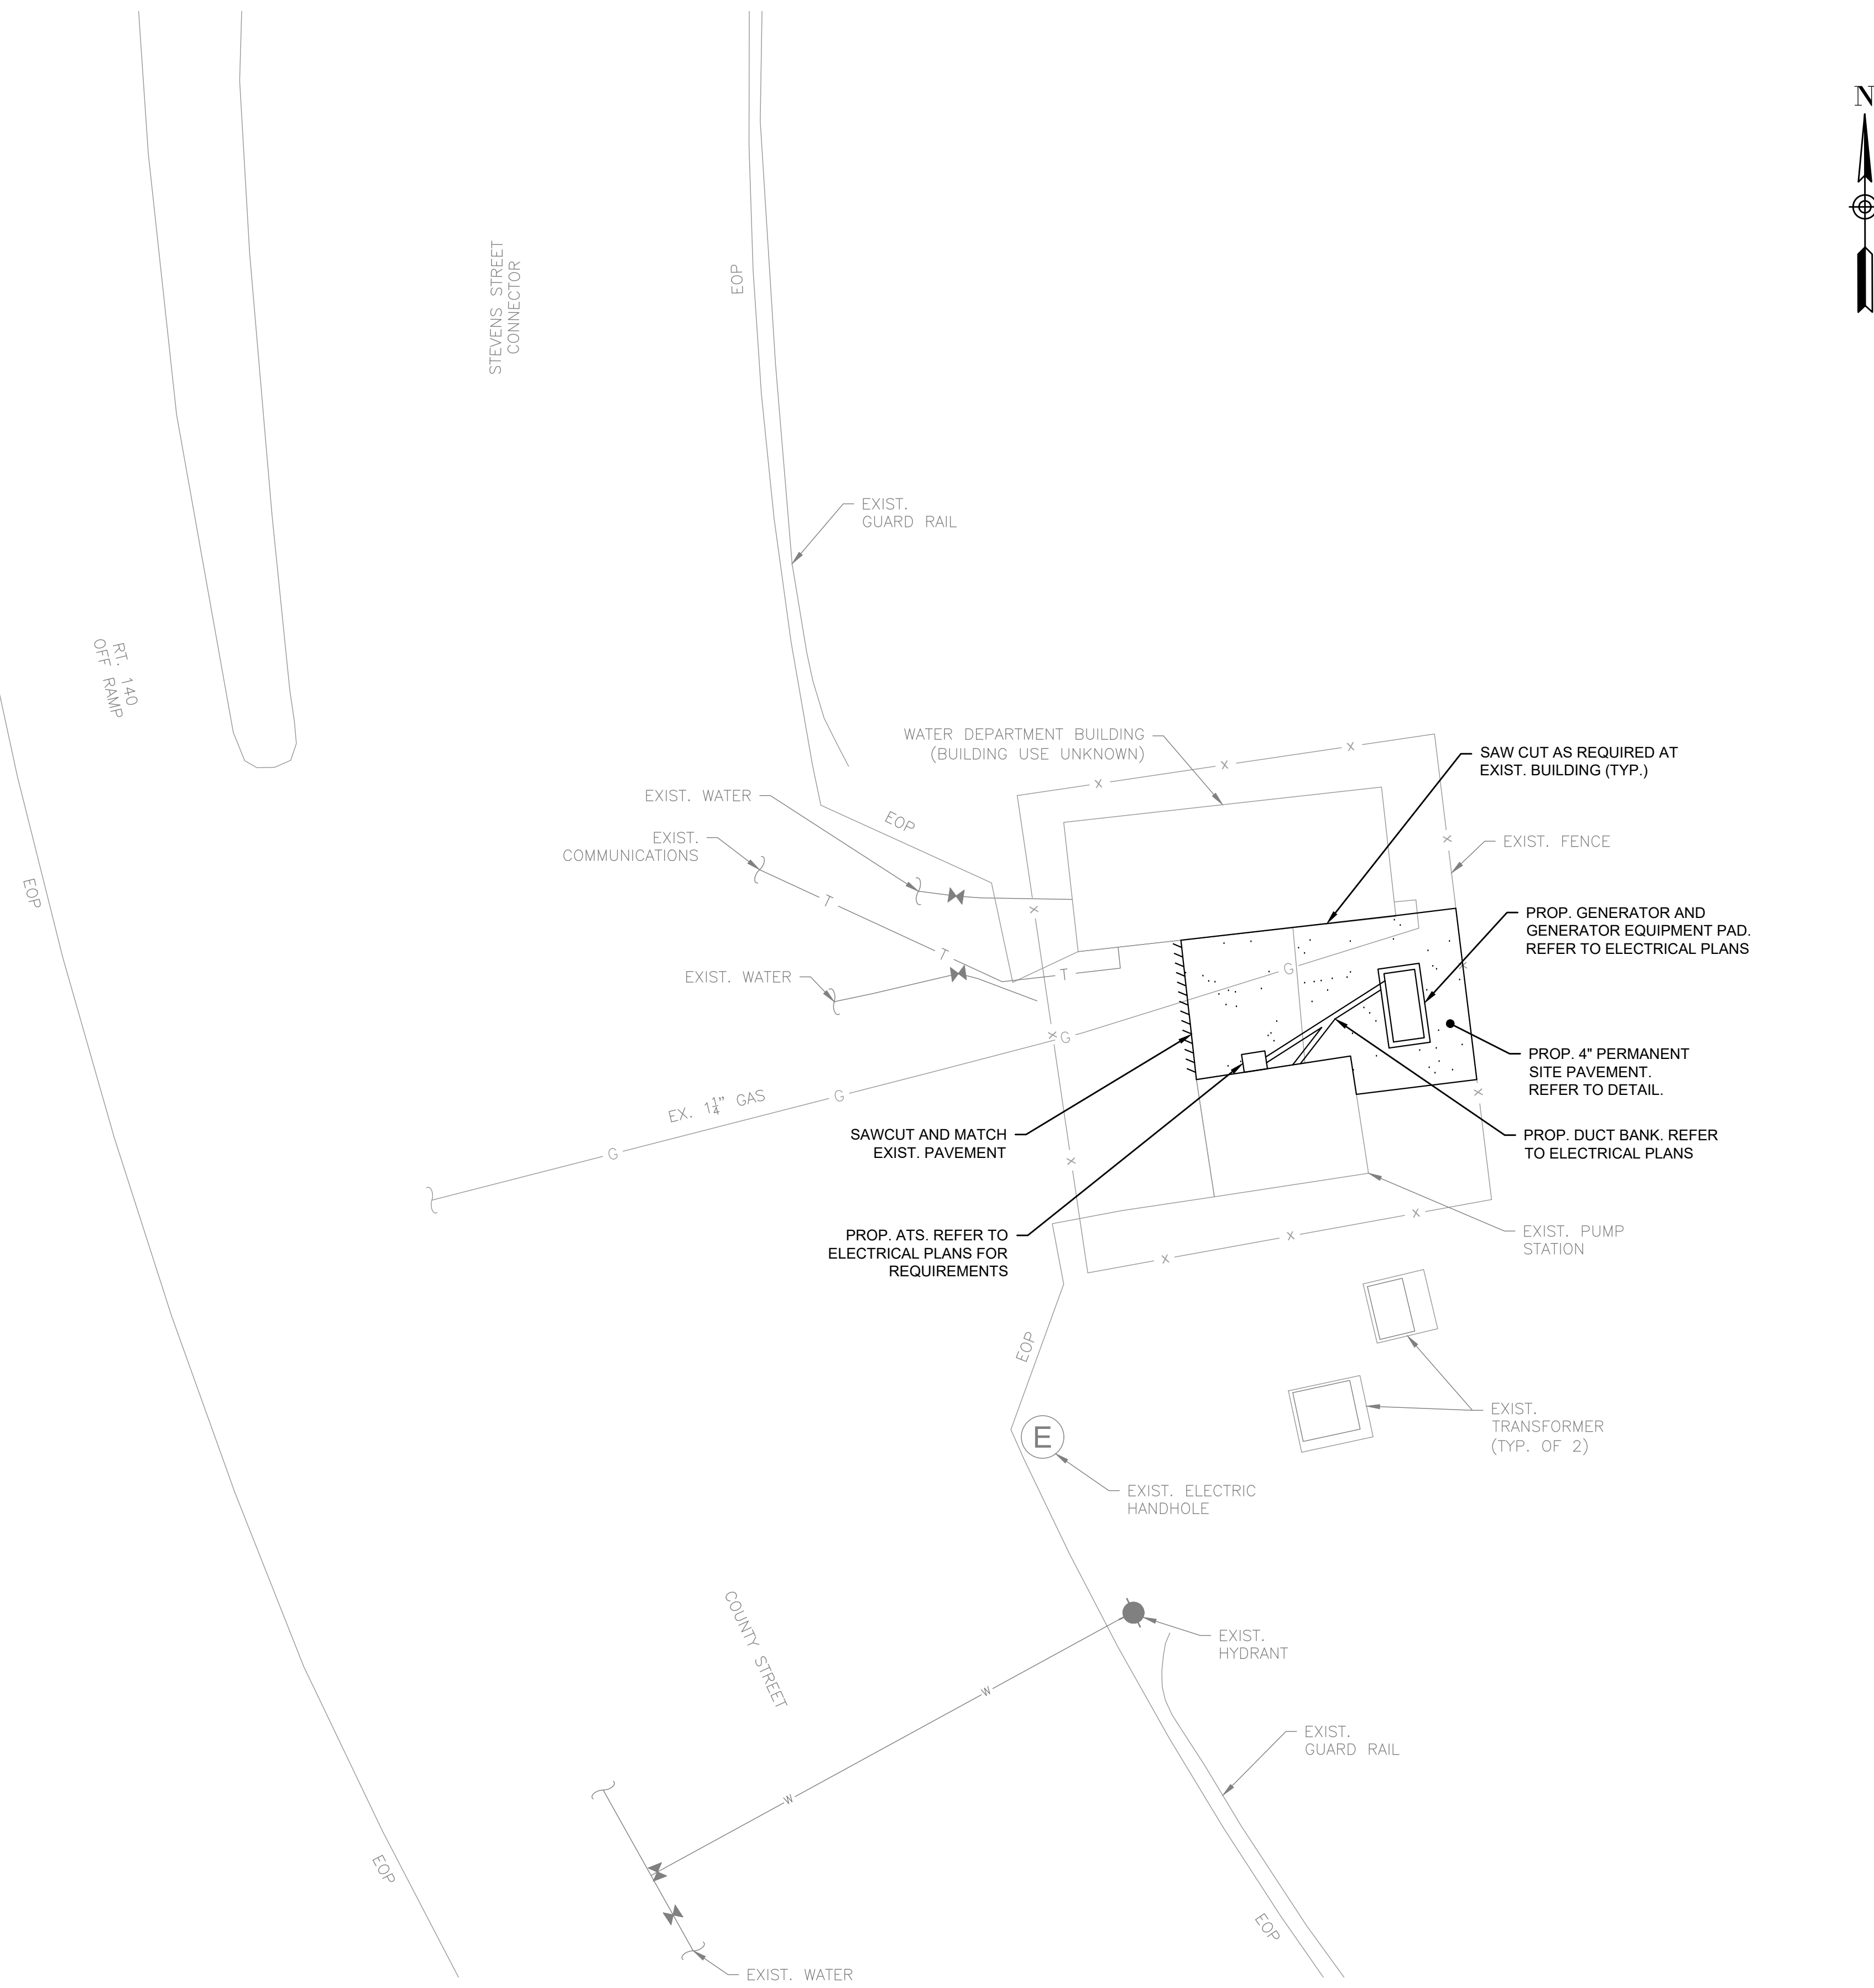 N
STEVENS STREET
CONNECTOR
EOP
EXIST.
GUARD RAIL
RT. 140
OFF RAMP
WATER DEPARTMENT BUILDING
(BUILDING USE UNKNOWN)
X
X
X
SAW CUT AS REQUIRED AT
EXIST. BUILDING (TYP.)
EXIST. WATER
EOP
EXIST.
COMMUNICATIONS
X
EXIST. FENCE
EOP
T
X
PROP. GENERATOR AND
GENERATOR EQUIPMENT PAD.
REFER TO ELECTRICAL PLANS
T
T
G
X
EXIST. WATER
X
G
PROP. 4" PERMANENT
SITE PAVEMENT.
REFER TO DETAIL.
EX. 1 1/4" GAS
G
X
G
SAWCUT AND MATCH
EXIST. PAVEMENT
X
PROP. DUCT BANK. REFER
TO ELECTRICAL PLANS
PROP. ATS. REFER TO
ELECTRICAL PLANS FOR
REQUIREMENTS
X
X
X
EXIST. PUMP
STATION
EOP
E
EXIST.
TRANSFORMER
(TYP. OF 2)
EXIST. ELECTRIC
HANDHOLE
COUNTY STREET
EXIST.
HYDRANT
W
EXIST.
GUARD RAIL
W
EOP
EOP
EXIST. WATER